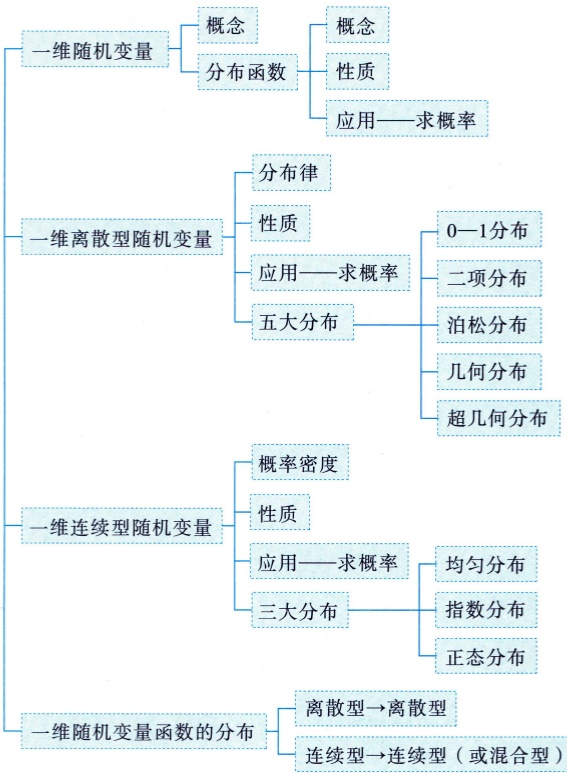 一维随机变量
概念
分布函数
概念
性质
应用——求概率
一维离散型随机变量
分布律
性质
应用——求概率
五大分布
0—1分布
二项分布
泊松分布
几何分布
超几何分布
一维连续型随机变量
概率密度
性质
应用——求概率
三大分布
均匀分布
指数分布
正态分布
一维随机变量函数的分布
离散型→离散型
连续型→连续型（或混合型）